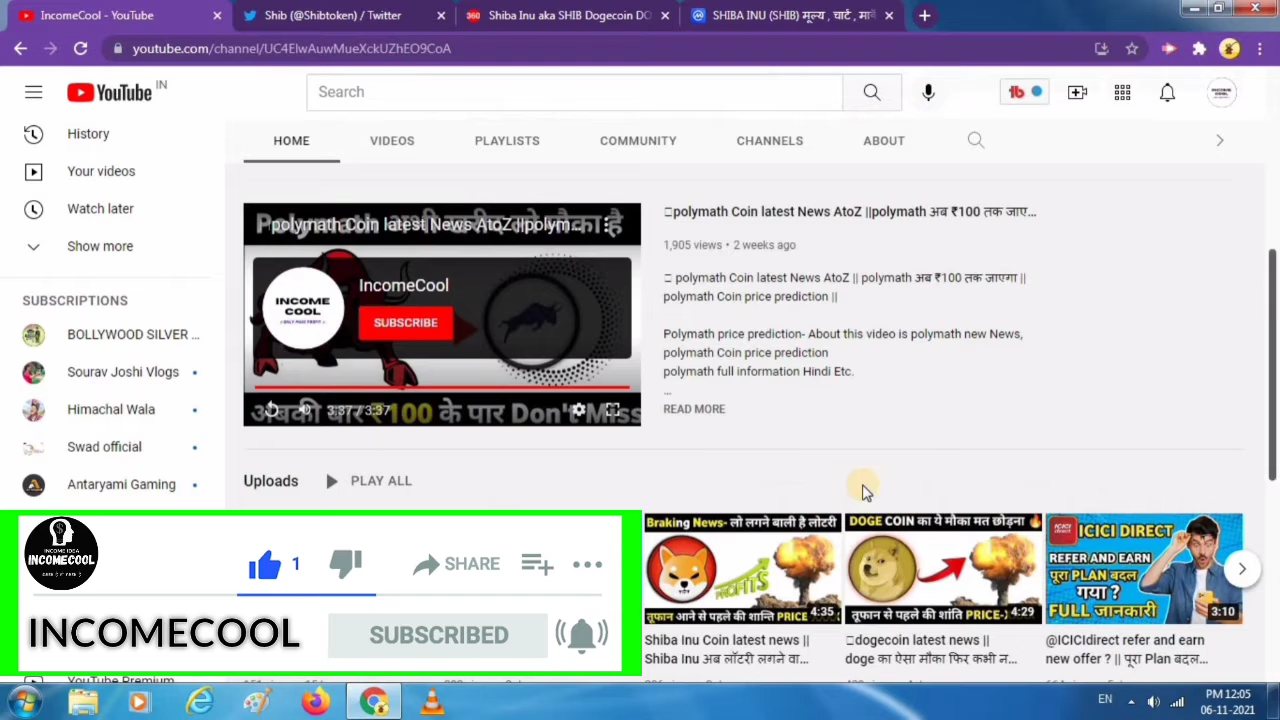 IncomeCool - YouTube
Shib (@Shibtoken) / Twitter
Shiba Inu aka SHIB Dogecoin DO
SHIBA INU (SHIB) मूल्य , चार्ट , मा
youtube.com/channel/UC4ElwAuwMueXckUZhEO9CoA
YouTube IN
Search
History
Your videos
Watch later
Show more
SUBSCRIPTIONS
BOLLYWOOD SILVER ...
Sourav Joshi Vlogs
Himachal Wala
Swad official
Antaryami Gaming
YouTube Premium
HOME
VIDEOS
PLAYLISTS
COMMUNITY
CHANNELS
ABOUT
polymath Coin latest News AtoZ ||polym...
IncomeCool
INCOME
COOL
SUBSCRIBE
3:37 / 3:37
अबकी बार ₹100 के पार Don't Miss
polymath Coin latest News AtoZ ||polymath अब ₹100 तक जाए...
1,905 views • 2 weeks ago
polymath Coin latest News AtoZ || polymath अब ₹100 तक जाएगा ||
polymath Coin price prediction ||
Polymath price prediction- About this video is polymath new News,
polymath Coin price prediction
polymath full information Hindi Etc.
...
READ MORE
Uploads
PLAY ALL
Braking News- लो लगने बाली है लोटरी
PROFITS
तूफान आने से पहले की शान्ति PRICE
4:35
Shiba Inu Coin latest news ||
Shiba Inu अब लॉटरी लगने वा...
DOGE COIN का ये मोका मत छोड़ना
तूफान से पहले की शांति PRICE-
4:29
dogecoin latest news ||
doge का ऐसा मौका फिर कभी न...
ICICI DIRECT
REFER AND EARN
पूरा PLAN बदल
गया ?
FULL जानकारी
3:10
@ICICIdirect refer and earn
new offer ? || पूरा Plan बदल...
INCOME IDEA
INCOMECOOL
1
SHARE
INCOMECOOL
SUBSCRIBED
EN
PM 12:05
06-11-2021